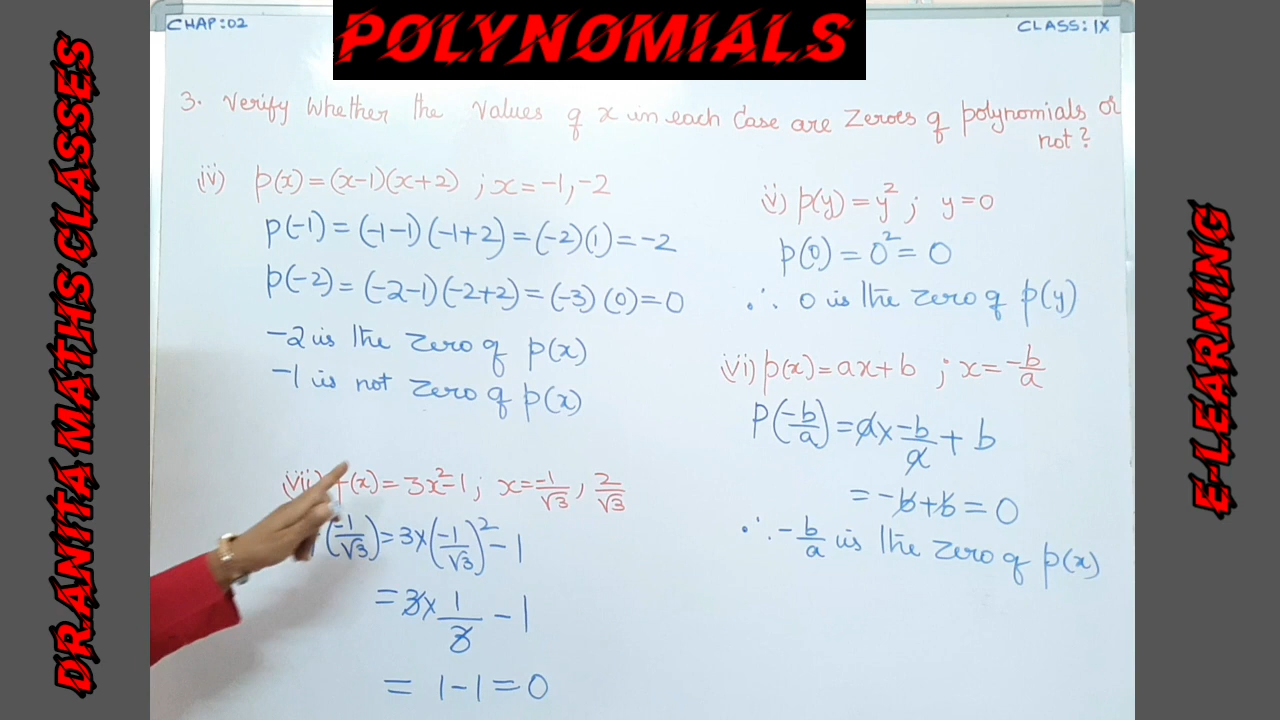 CHAP:02
POLYNOMIALS
CLASS: IX
DR.ANITA MATHS CLASSES
E-LEARNING
3. Verify whether the values of x in each case are zeroes of polynomials or
not?
iv) p(x)=(x-1)(x+2) ; x=-1,-2
p(-1)=(-1-1)(-1+2)=(-2)(1)=-2
p(-2)=(-2-1)(-2+2)=(-3)(0)=0
-2 is the zero of p(x)
-1 is not zero of p(x)
vii) (x)=3x²-1; x=-1/√3, 2/√3
(-1/√3)=3×(-1/√3)²-1
=3×1/3-1
=1-1=0
v) p(y)=y²; y=0
p(0)=0²=0
∴ 0 is the zero of p(y)
vi) p(x)=ax+b ; x=-b/a
P(-b/a)=a×-b/a+b
=-b+b=0
∴ -b/a is the zero of p(x)